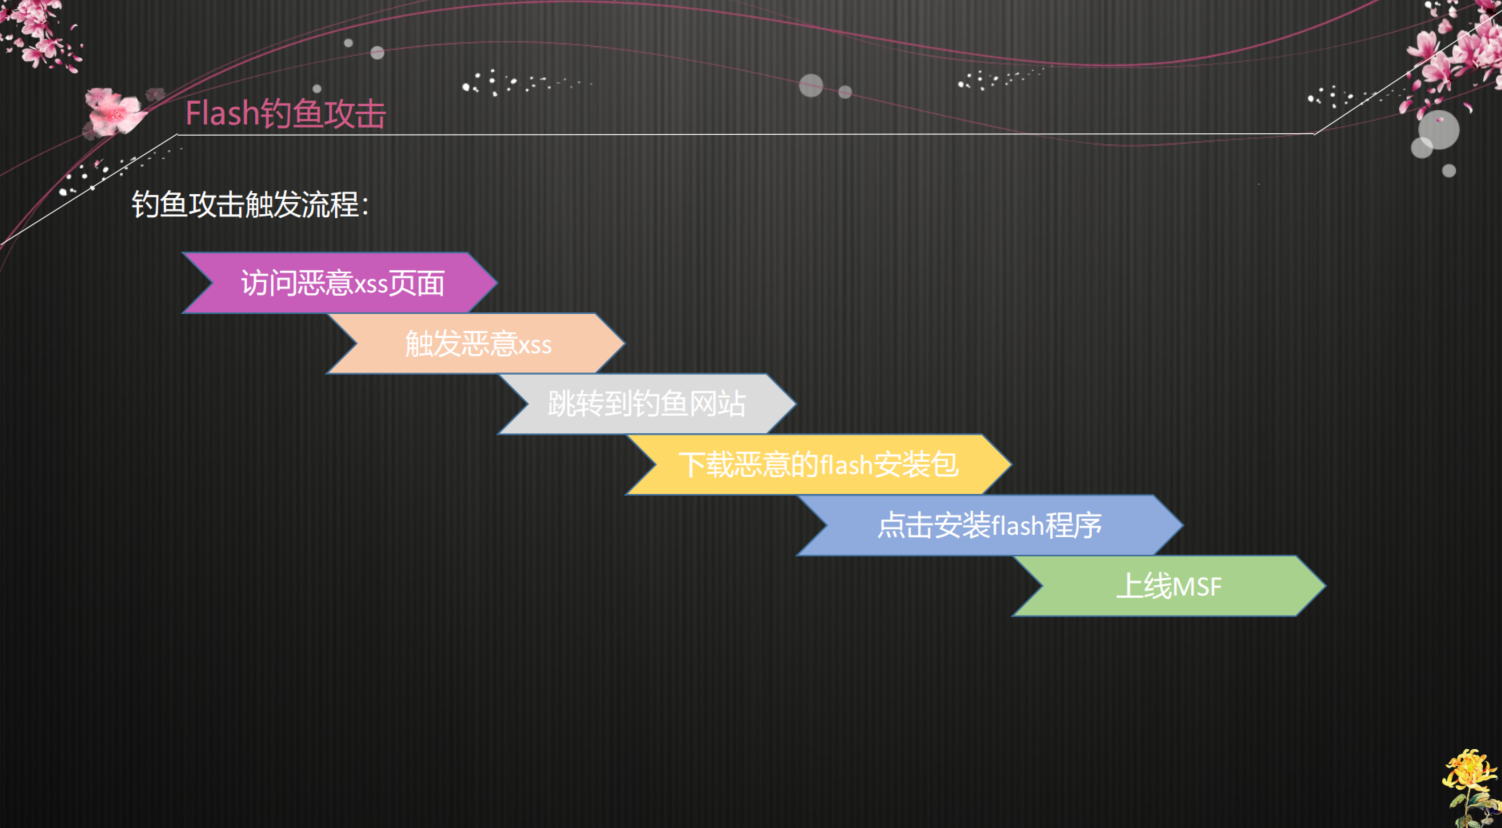 Flash钓鱼攻击
钓鱼攻击触发流程：
访问恶意xss页面
触发恶意xss
跳转到钓鱼网站
下载恶意的flash安装包
点击安装flash程序
上线MSF